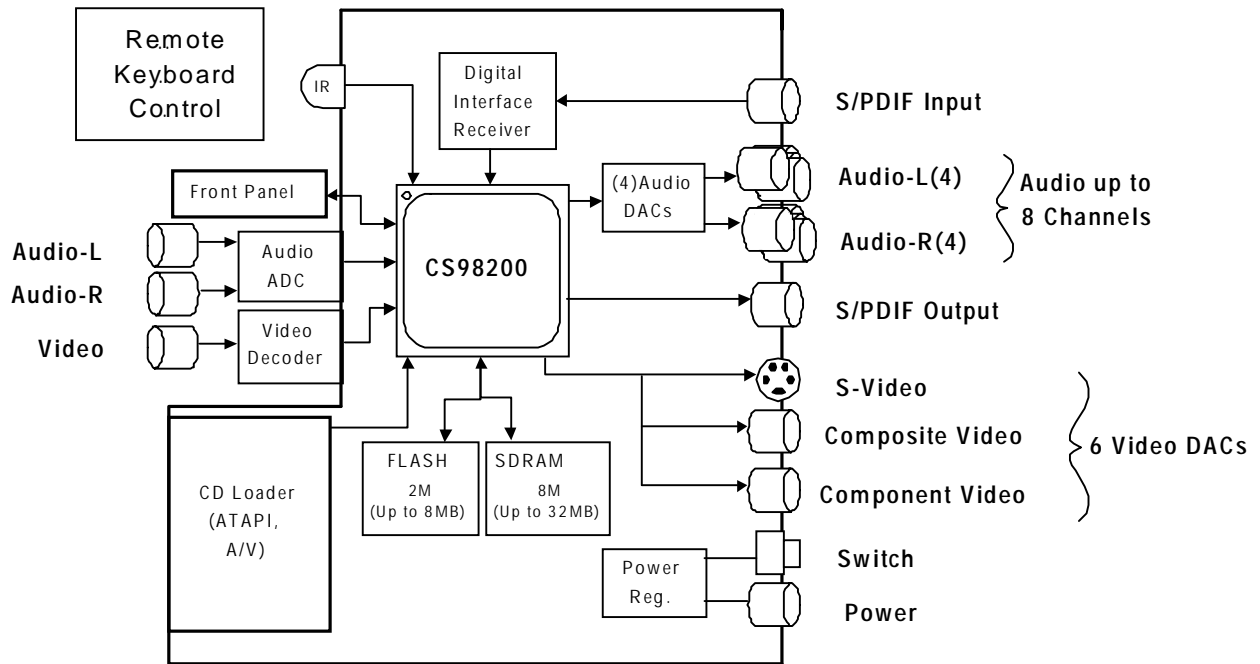 Remote
Keyboard
Control
IR
Digital
Interface
Receiver
S/PDIF Input
Front Panel
(4)Audio
DACs
Audio-L(4)
Audio-R(4)
Audio up to
8 Channels
Audio-L
Audio-R
Audio
ADC
CS98200
S/PDIF Output
Video
Video
Decoder
S-Video
Composite Video
Component Video
6 Video DACs
CD Loader
(ATAPI,
A/V)
FLASH
2M
(Up to 8MB)
SDRAM
8M
(Up to 32MB)
Power
Reg.
Switch
Power